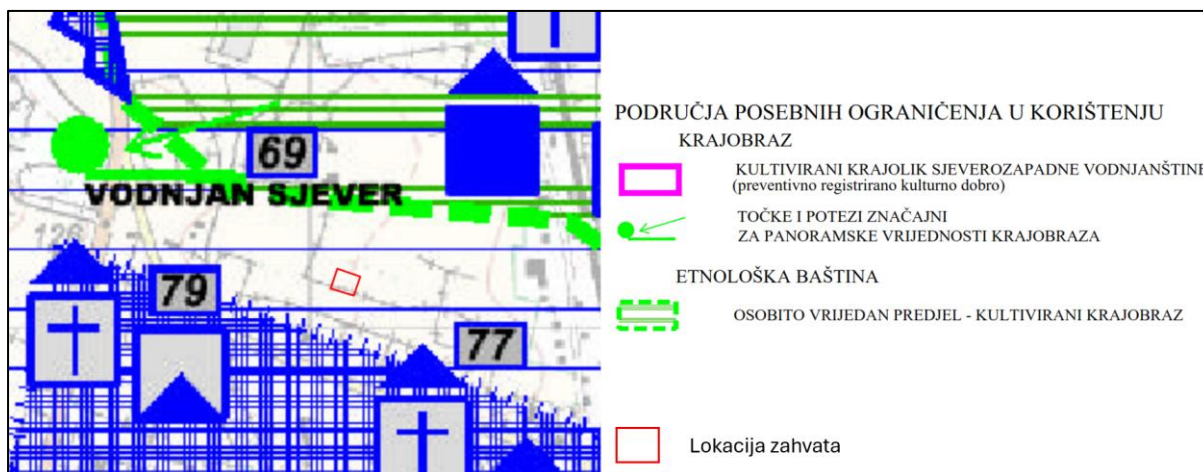 69
VODNJAN SJEVER
126
79
77
PODRUČJA POSEBNIH OGRANIČENJA U KORIŠTENJU
KRAJOBRAZ
KULTIVIRANI KRAJOLIK SJEVEROZAPADNE VODNJANŠTINE
(preventivno registrirano kulturno dobro)
TOČKE I POTEZI ZNAČAJNI
ZA PANORAMSKE VRIJEDNOSTI KRAJOBRAZA
ETNOLOŠKA BAŠTINA
OSOBITO VRIJEDAN PREDJEL - KULTIVIRANI KRAJOBRAZ
Lokacija zahvata